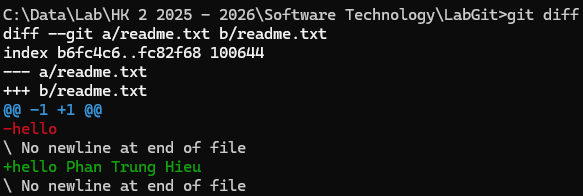 C:\Data\Lab\HK 2 2025 - 2026\Software Technology\LabGit>git diff
diff --git a/readme.txt b/readme.txt
index b6fc4c6..fc82f68 100644
--- a/readme.txt
+++ b/readme.txt
@@ -1 +1 @@
-hello
\ No newline at end of file
+hello Phan Trung Hieu
\ No newline at end of file